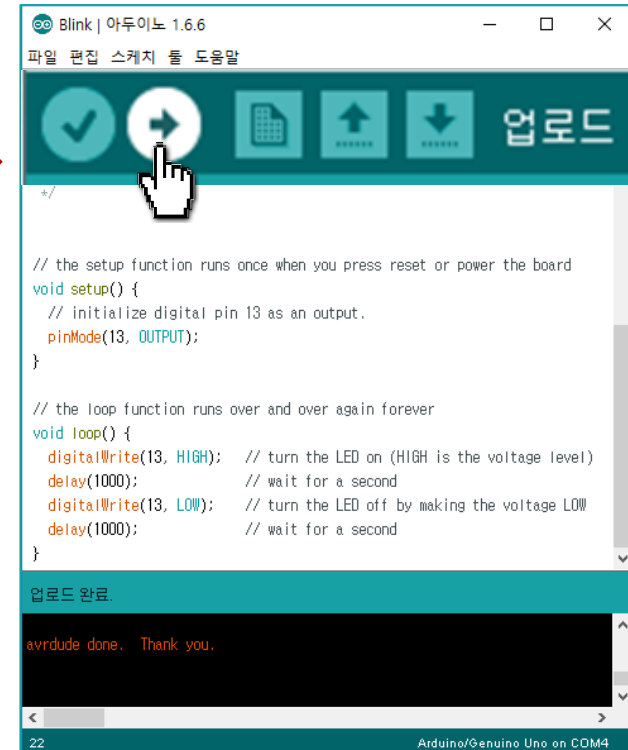 Blink | 아두이노 1.6.6
파일 편집 스케치 툴 도움말
업로드
*/
// the setup function runs once when you press reset or power the board
void setup() {
  // initialize digital pin 13 as an output.
  pinMode(13, OUTPUT);
}
// the loop function runs over and over again forever
void loop() {
  digitalWrite(13, HIGH);   // turn the LED on (HIGH is the voltage level)
  delay(1000);              // wait for a second
  digitalWrite(13, LOW);    // turn the LED off by making the voltage LOW
  delay(1000);              // wait for a second
}
업로드 완료.
avrdude done.  Thank you.
22 Arduino/Genuino Uno on COM4